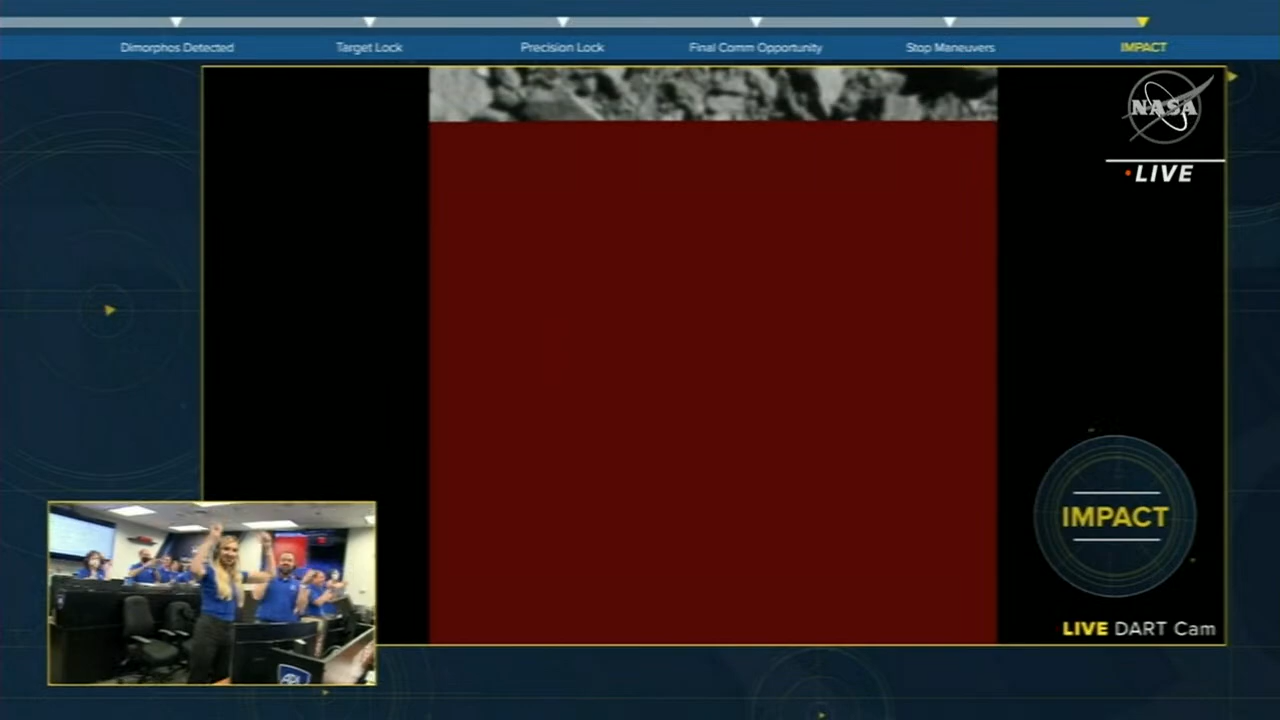 Dimorphos Detected
Target Lock
Precision Lock
Final Comm Opportunity
Stop Maneuvers
IMPACT
NASA
LIVE
IMPACT
LIVE DART Cam